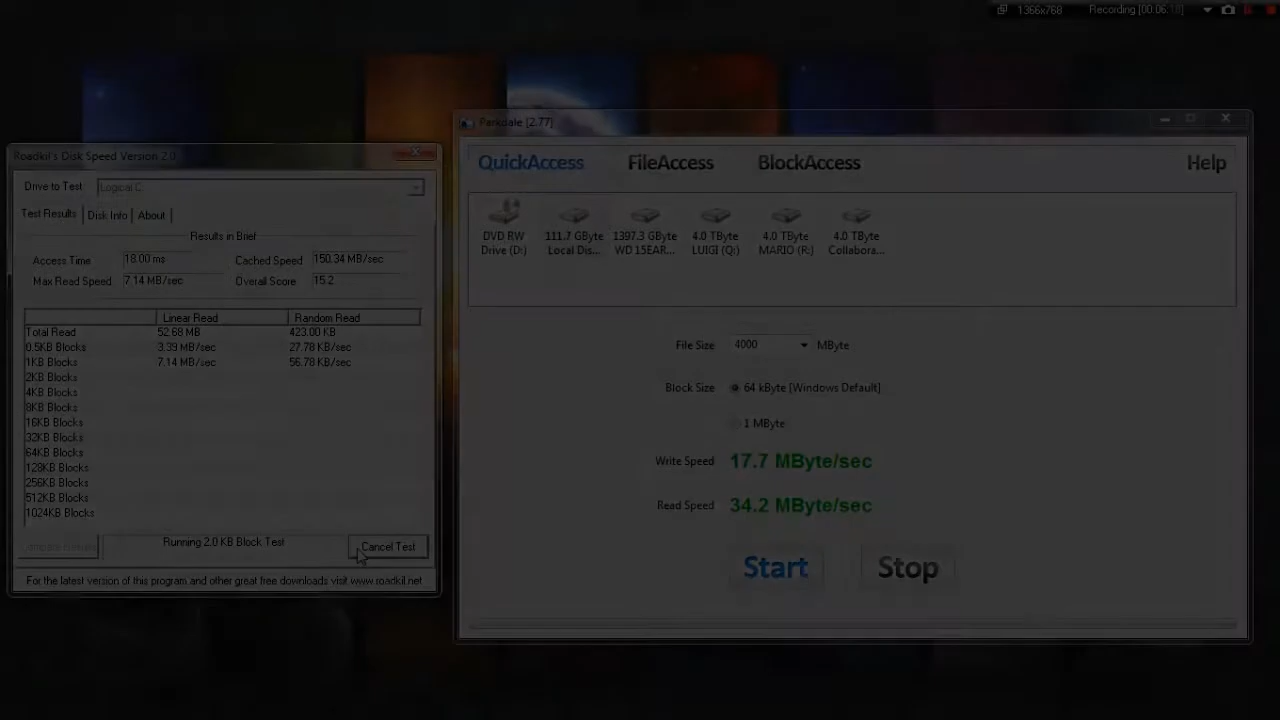 1366x768 Recording [00:06:18]
Roadkil's Disk Speed Version 2.0
Drive to Test Logical C:
Test Results Disk Info About
Results in Brief
Access Time 18.00 ms Cached Speed 150.34 MB/sec
Max Read Speed 7.14 MB/sec Overall Score 15.2
Linear Read Random Read
Total Read 52.68 MB 423.00 KB
0.5KB Blocks 3.39 MB/sec 27.78 KB/sec
1KB Blocks 7.14 MB/sec 56.78 KB/sec
2KB Blocks
4KB Blocks
8KB Blocks
16KB Blocks
32KB Blocks
64KB Blocks
128KB Blocks
256KB Blocks
512KB Blocks
1024KB Blocks
Running 2.0 KB Block Test Cancel Test
For the latest version of this program and other great free downloads visit www.roadkil.net
Parkdale [2.77]
QuickAccess FileAccess BlockAccess Help
DVD RW Drive (D:)
111.7 GByte Local Dis...
1397.3 GByte WD 15EAR...
4.0 TByte LUIGI (Q:)
4.0 TByte MARIO (R:)
4.0 TByte Collabora...
File Size 4000 MByte
Block Size 64 kByte [Windows Default]
1 MByte
Write Speed 17.7 MByte/sec
Read Speed 34.2 MByte/sec
Start Stop